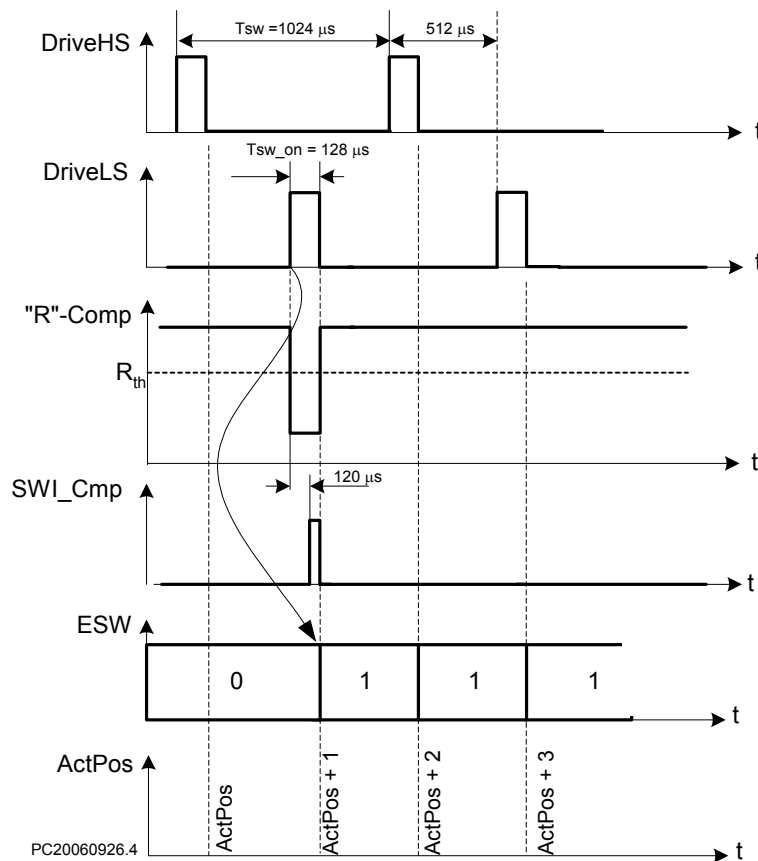 DriveHS
Tsw =1024 μs
512 μs
t
DriveLS
Tsw_on = 128 μs
t
"R"-Comp
Rth
t
120 μs
SWI_Cmp
t
ESW
0
1
1
1
t
ActPos
ActPos
ActPos + 1
ActPos + 2
ActPos + 3
PC20060926.4
t